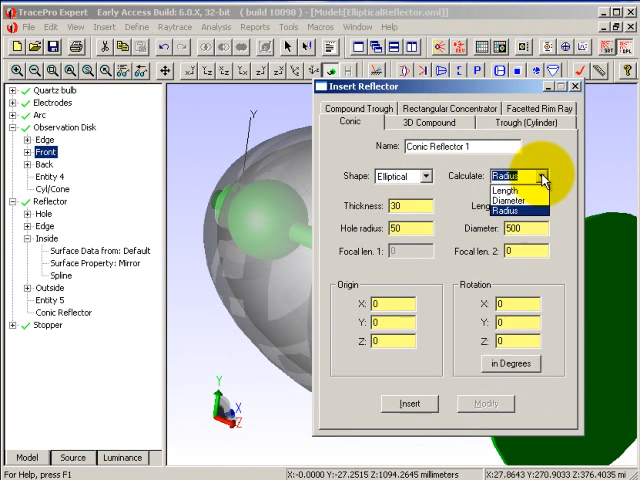 TracePro Expert Early Access Build: 6.0.X, 32-bit ( build 10098 ) - [Model:[EllipticalReflector.oml]
File Edit View Insert Define Raytrace Analysis Reports Tools Macros Window Help
Quartz bulb
Electrodes
Arc
Observation Disk
Edge
Front
Back
Entity 4
Cyl/Cone
Reflector
Hole
Edge
Inside
Surface Data from: Default
Surface Property: Mirror
Spline
Outside
Entity 5
Conic Reflector
Stopper
Model Source Luminance
Y
Y
X
Z
Insert Reflector
Compound Trough Rectangular Concentrator Facetted Rim Ray
Conic 3D Compound Trough (Cylinder)
Name: Conic Reflector 1
Shape: Elliptical Calculate: Radius
Length
Diameter
Radius
Thickness: 30
Hole radius: 50 Diameter: 500
Focal len. 1: 0 Focal len. 2: 0
Origin Rotation
X: 0 X: 0
Y: 0 Y: 0
Z: 0 Z: 0
in Degrees
Insert Modify
For Help, press F1 X:-0.0000 Y:-27.2515 Z:1094.2645 millimeters X:27.8643 Y:270.9033 Z:376.4035 mil